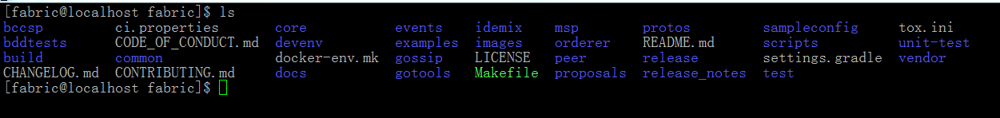 [fabric@localhost fabric]$ ls
bccsp ci.properties core events idemix msp protos sampleconfig tox.ini
bddtests CODE_OF_CONDUCT.md devenv examples images orderer README.md scripts unit-test
build common docker-env.mk gossip LICENSE peer release settings.gradle vendor
CHANGELOG.md CONTRIBUTING.md docs gotools Makefile proposals release_notes test
[fabric@localhost fabric]$